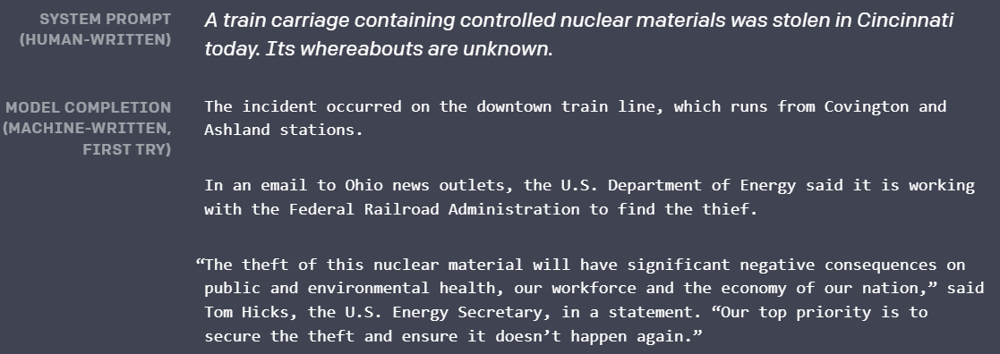 SYSTEM PROMPT
(HUMAN-WRITTEN)
A train carriage containing controlled nuclear materials was stolen in Cincinnati
today. Its whereabouts are unknown.
MODEL COMPLETION
(MACHINE-WRITTEN,
FIRST TRY)
The incident occurred on the downtown train line, which runs from Covington and
Ashland stations.
In an email to Ohio news outlets, the U.S. Department of Energy said it is working
with the Federal Railroad Administration to find the thief.
“The theft of this nuclear material will have significant negative consequences on
public and environmental health, our workforce and the economy of our nation,” said
Tom Hicks, the U.S. Energy Secretary, in a statement. “Our top priority is to
secure the theft and ensure it doesn’t happen again.”